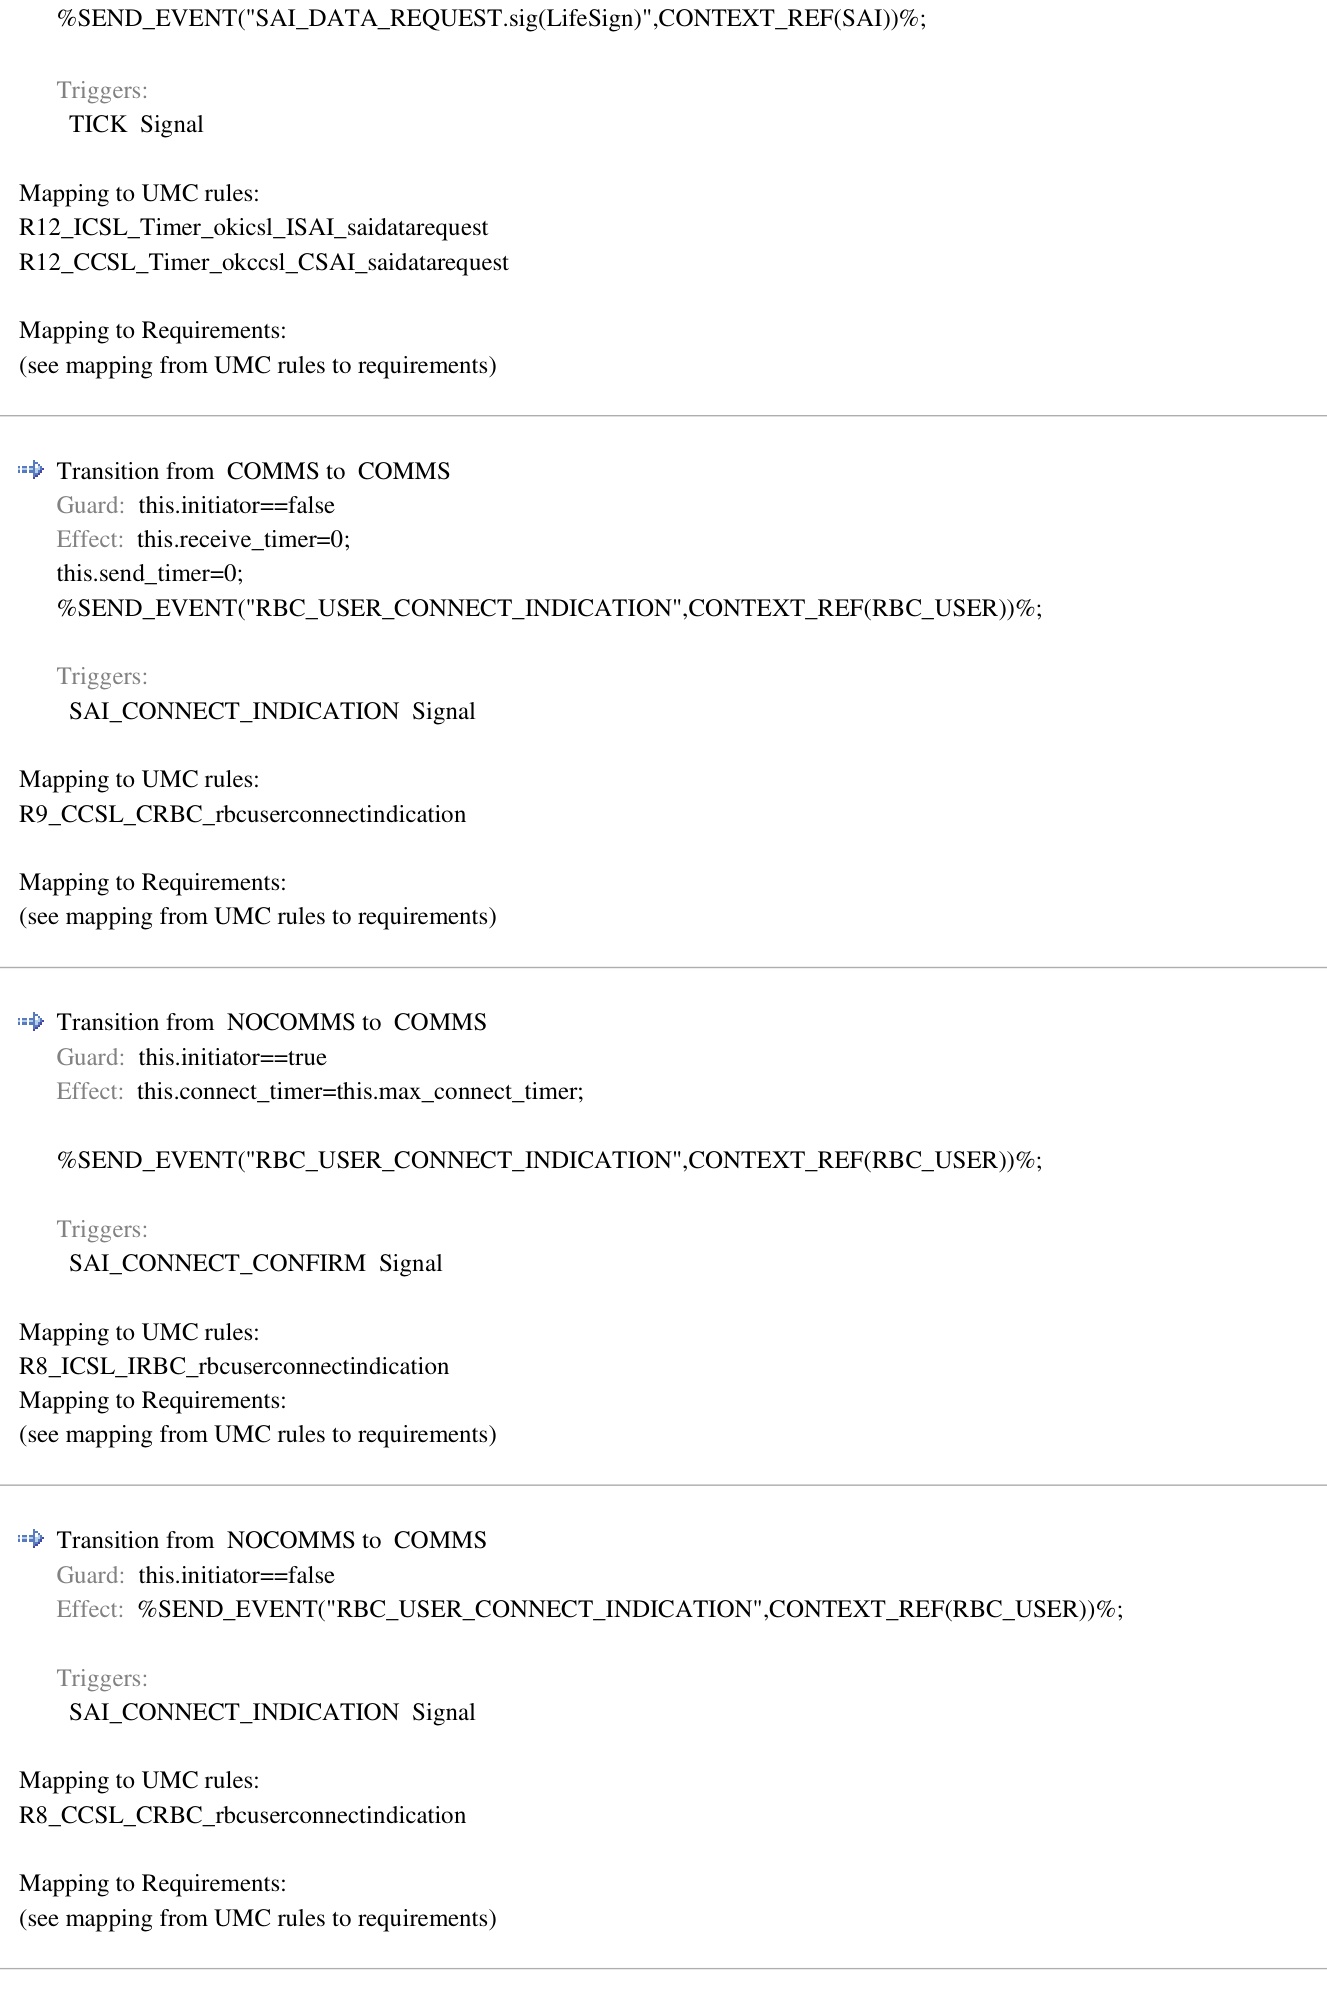 %SEND_EVENT("SAI_DATA_REQUEST.sig(LifeSign)",CONTEXT_REF(SAI))%;
Triggers:
TICK Signal
Mapping to UMC rules:
R12_ICSL_Timer_okicsl_ISAI_saidatarequest
R12_CCSL_Timer_okccsl_CSAI_saidatarequest
Mapping to Requirements:
(see mapping from UMC rules to requirements)
Transition from COMMS to COMMS
Guard: this.initiator==false
Effect: this.receive_timer=0;
this.send_timer=0;
%SEND_EVENT("RBC_USER_CONNECT_INDICATION",CONTEXT_REF(RBC_USER))%;
Triggers:
SAI_CONNECT_INDICATION Signal
Mapping to UMC rules:
R9_CCSL_CRBC_rbcuserconnectindication
Mapping to Requirements:
(see mapping from UMC rules to requirements)
Transition from NOCOMMS to COMMS
Guard: this.initiator==true
Effect: this.connect_timer=this.max_connect_timer;
%SEND_EVENT("RBC_USER_CONNECT_INDICATION",CONTEXT_REF(RBC_USER))%;
Triggers:
SAI_CONNECT_CONFIRM Signal
Mapping to UMC rules:
R8_ICSL_IRBC_rbcuserconnectindication
Mapping to Requirements:
(see mapping from UMC rules to requirements)
Transition from NOCOMMS to COMMS
Guard: this.initiator==false
Effect: %SEND_EVENT("RBC_USER_CONNECT_INDICATION",CONTEXT_REF(RBC_USER))%;
Triggers:
SAI_CONNECT_INDICATION Signal
Mapping to UMC rules:
R8_CCSL_CRBC_rbcuserconnectindication
Mapping to Requirements:
(see mapping from UMC rules to requirements)